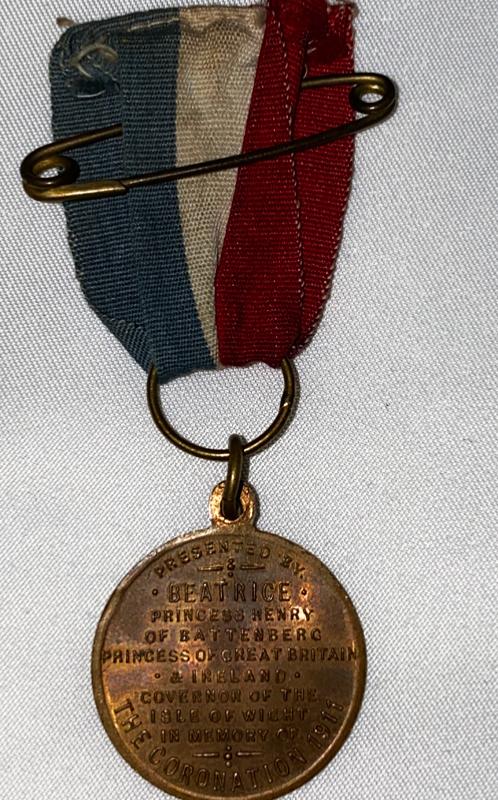 PRESENTED BY.
· BEATRICE ·
PRINCESS HENRY
OF BATTENBERG
PRINCESS OF GREAT BRITAIN
· & IRELAND ·
GOVERNOR OF THE
ISLE OF WIGHT
IN MEMORY OF
THE CORONATION 1911